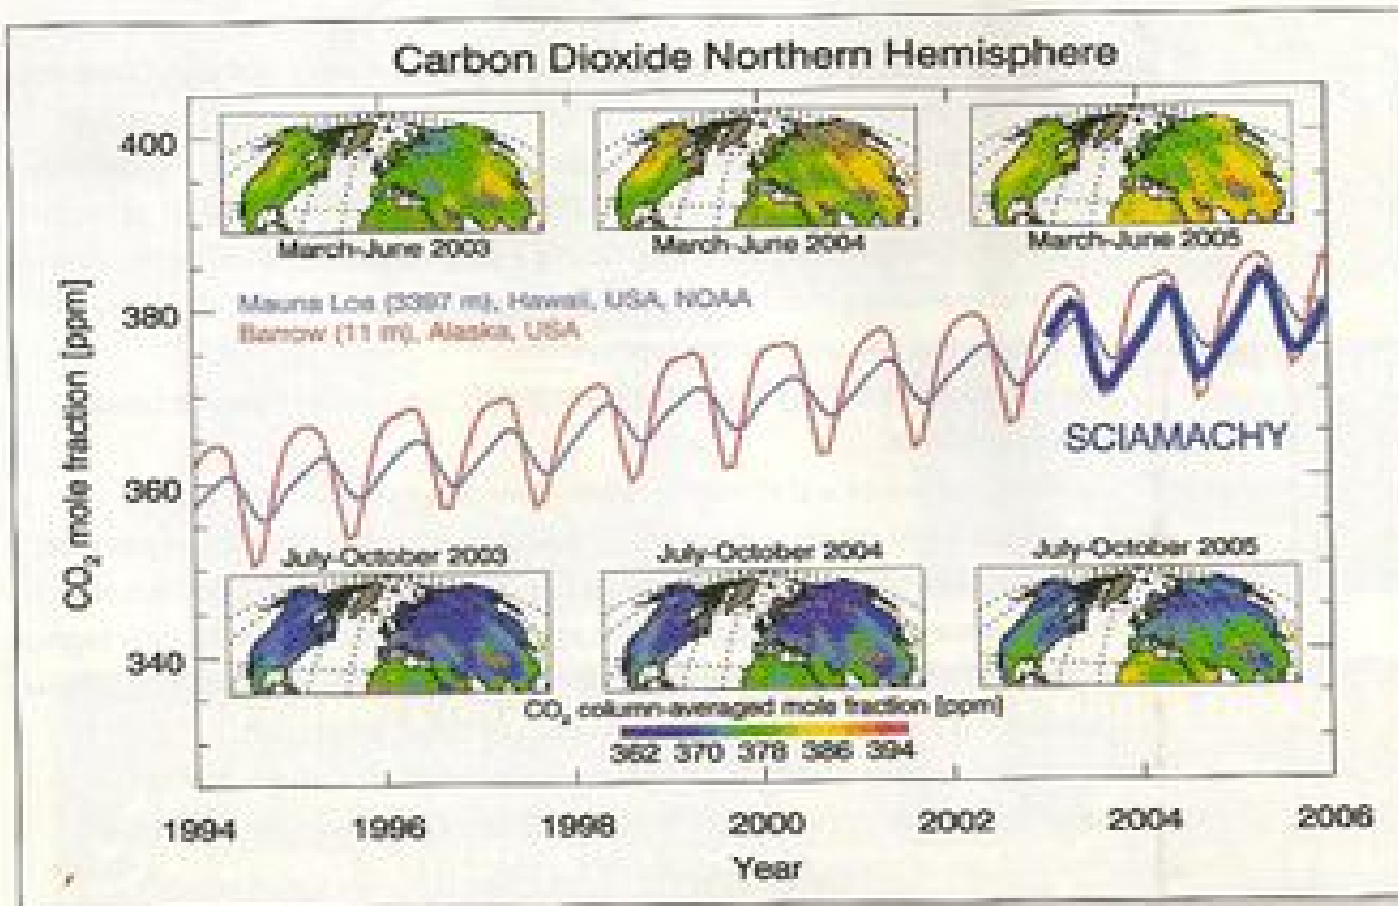 Carbon Dioxide Northern Hemisphere
400
380
360
340
CO₂ mole fraction [ppm]
March-June 2003
March-June 2004
March-June 2005
Mauna Loa (3397 m), Hawaii, USA, NOAA
Barrow (11 m), Alaska, USA
SCIAMACHY
July-October 2003
July-October 2004
July-October 2005
CO₂ column-averaged mole fraction [ppm]
362 370 378 386 394
1994 1996 1998 2000 2002 2004 2006
Year